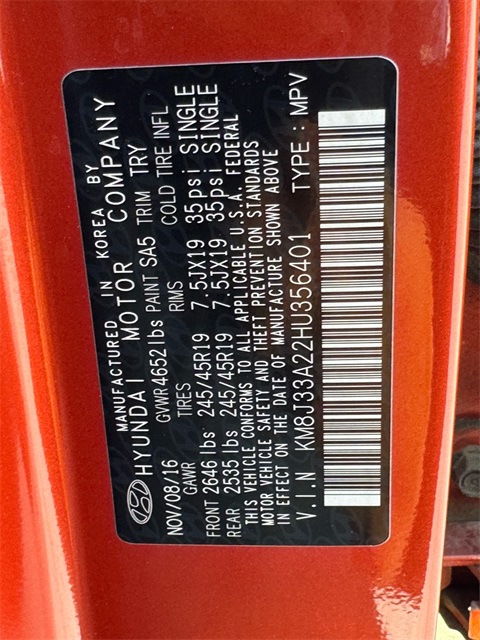 MANUFACTURED IN KOREA BY
HYUNDAI MOTOR COMPANY
NOV/08/16 GVWR 4652 lbs PAINT SA5 TRIM TRY
GAWR TIRES RIMS COLD TIRE INFL
FRONT 2646 lbs 245/45R19 7.5JX19 35psi SINGLE
REAR 2535 lbs 245/45R19 7.5JX19 35psi SINGLE
THIS VEHICLE CONFORMS TO ALL APPLICABLE U.S.A. FEDERAL
MOTOR VEHICLE SAFETY AND THEFT PREVENTION STANDARDS
IN EFFECT ON THE DATE OF MANUFACTURE SHOWN ABOVE
V.I.N KM8J33A22HU356401 TYPE : MPV